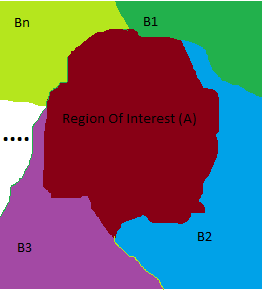 Bn
B1
Region Of Interest (A)
....
B3
B2